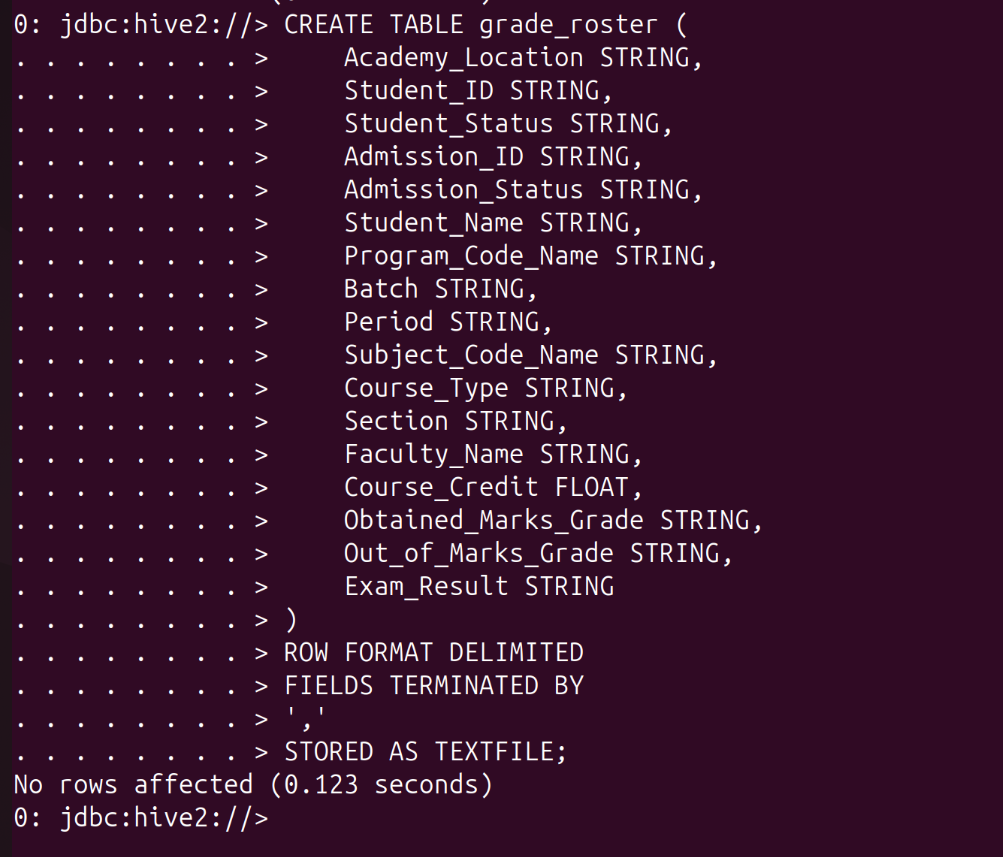 0: jdbc:hive2://> CREATE TABLE grade_roster (
. . . . . . . . >     Academy_Location STRING,
. . . . . . . . >     Student_ID STRING,
. . . . . . . . >     Student_Status STRING,
. . . . . . . . >     Admission_ID STRING,
. . . . . . . . >     Admission_Status STRING,
. . . . . . . . >     Student_Name STRING,
. . . . . . . . >     Program_Code_Name STRING,
. . . . . . . . >     Batch STRING,
. . . . . . . . >     Period STRING,
. . . . . . . . >     Subject_Code_Name STRING,
. . . . . . . . >     Course_Type STRING,
. . . . . . . . >     Section STRING,
. . . . . . . . >     Faculty_Name STRING,
. . . . . . . . >     Course_Credit FLOAT,
. . . . . . . . >     Obtained_Marks_Grade STRING,
. . . . . . . . >     Out_of_Marks_Grade STRING,
. . . . . . . . >     Exam_Result STRING
. . . . . . . . > )
. . . . . . . . > ROW FORMAT DELIMITED
. . . . . . . . > FIELDS TERMINATED BY
. . . . . . . . > ','
. . . . . . . . > STORED AS TEXTFILE;
No rows affected (0.123 seconds)
0: jdbc:hive2://>